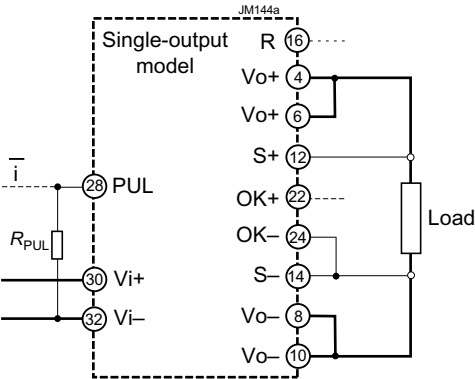 JM144a
Single-output
model
R 16
Vo+ 4
Vo+ 6
S+ 12
i
28 PUL
OK+ 22
RPUL
OK– 24
Load
30 Vi+
S– 14
32 Vi–
Vo– 8
Vo– 10